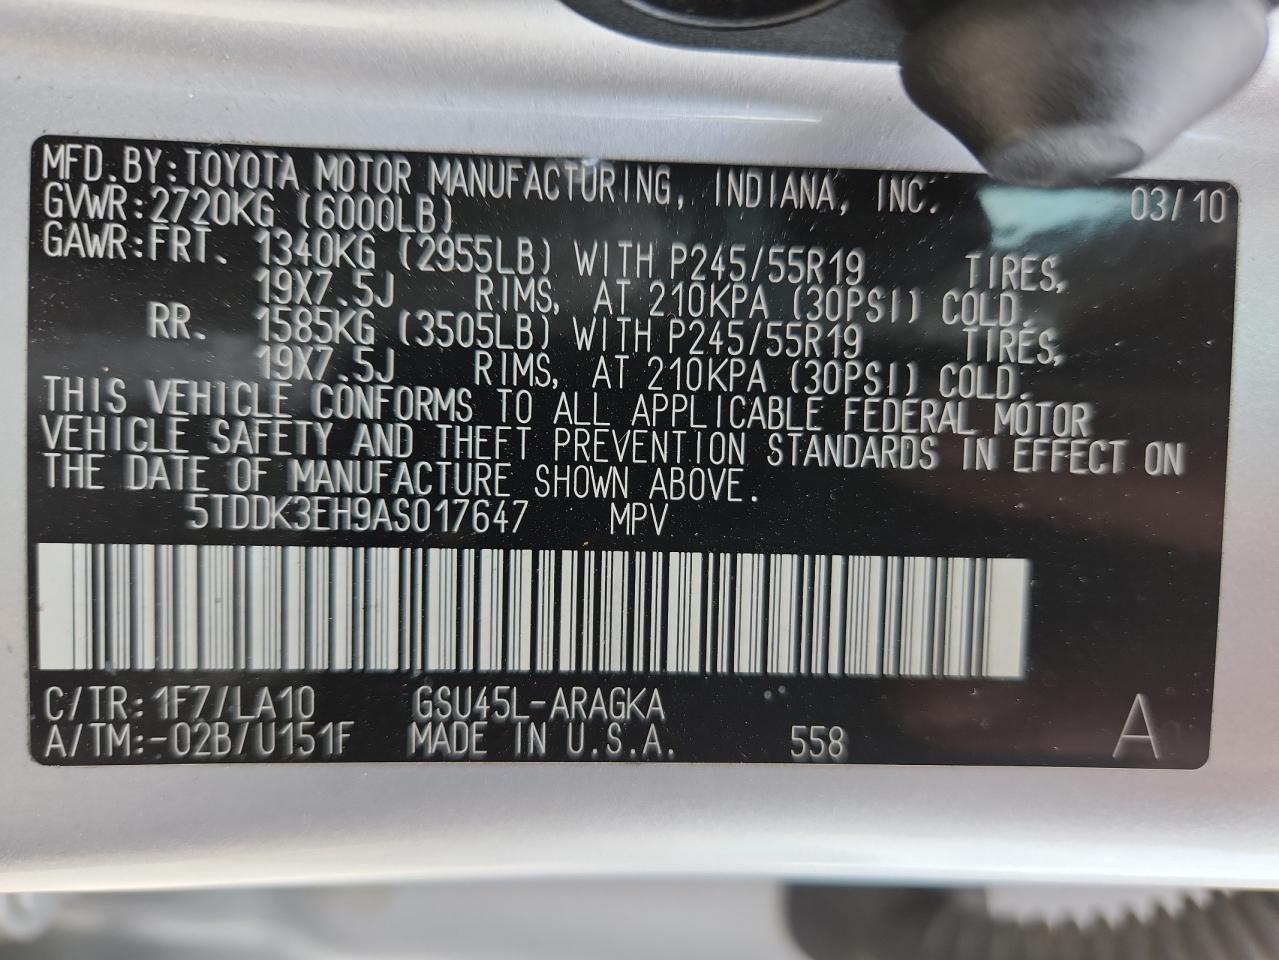 MFD.BY:TOYOTA MOTOR MANUFACTURING, INDIANA, INC. 03/10
GVWR:2720KG (6000LB)
GAWR:FRT. 1340KG (2955LB) WITH P245/55R19 TIRES,
19X7.5J RIMS, AT 210KPA (30PSI) COLD.
RR. 1585KG (3505LB) WITH P245/55R19 TIRES,
19X7.5J RIMS, AT 210KPA (30PSI) COLD.
THIS VEHICLE CONFORMS TO ALL APPLICABLE FEDERAL MOTOR
VEHICLE SAFETY AND THEFT PREVENTION STANDARDS IN EFFECT ON
THE DATE OF MANUFACTURE SHOWN ABOVE.
5TDDK3EH9AS017647 MPV
C/TR:1F7/LA10 GSU45L-ARAGKA
A/TM:-02B/U151F MADE IN U.S.A. 558 A